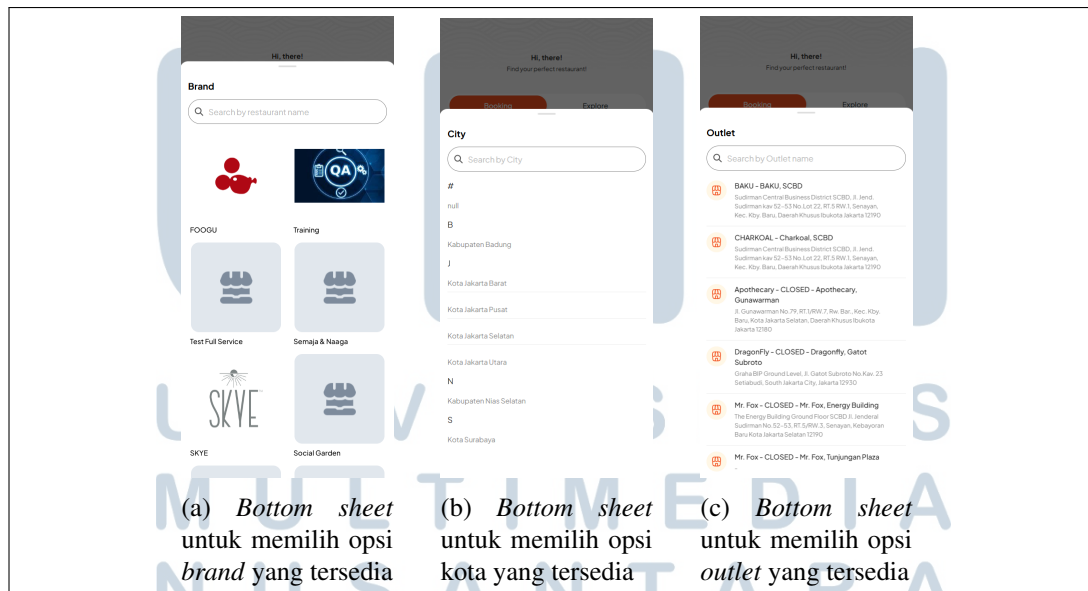 Hi, there!
Brand
Search by restaurant name
QA
FOOGU
Training
Test Full Service
Semaja & Naaga
SKYE
SKYE
Social Garden
(a) Bottom sheet
untuk memilih opsi
brand yang tersedia
Hi, there!
Find your perfect restaurant!
Booking
Explore
City
Search by City
#
null
B
Kabupaten Badung
J
Kota Jakarta Barat
Kota Jakarta Pusat
Kota Jakarta Selatan
Kota Jakarta Utara
N
Kabupaten Nias Selatan
S
Kota Surabaya
(b) Bottom sheet
untuk memilih opsi
kota yang tersedia
Hi, there!
Find your perfect restaurant!
Booking
Explore
Outlet
Search by Outlet name
BAKU - BAKU, SCBD
Sudirman Central Business District SCBD, Jl. Jend.
Sudirman kav 52-53 No.Lot 22, RT.5 RW.1, Senayan,
Kec. Kby. Baru, Daerah Khusus Ibukota Jakarta 12190
CHARKOAL - Charkoal, SCBD
Sudirman Central Business District SCBD, Jl. Jend.
Sudirman kav 52-53 No.Lot 22, RT.5 RW.1, Senayan,
Kec. Kby. Baru, Daerah Khusus Ibukota Jakarta 12190
Apothecary - CLOSED - Apothecary,
Gunawarman
Jl. Gunawarman No.79, RT.1/RW.7, Rw. Bar., Kec. Kby.
Baru, Kota Jakarta Selatan, Daerah Khusus Ibukota
Jakarta 12180
DragonFly - CLOSED - Dragonfly, Gatot
Subroto
Graha BIP Ground Level, Jl. Gatot Subroto No.Kav. 23
Setiabudi, South Jakarta City, Jakarta 12930
Mr. Fox - CLOSED - Mr. Fox, Energy Building
The Energy Building Ground Floor SCBD Jl. Jenderal
Sudirman No.52-53, RT.5/RW.3, Senayan, Kebayoran
Baru Kota Jakarta Selatan 12190
Mr. Fox - CLOSED - Mr. Fox, Tunjungan Plaza
-
(c) Bottom sheet
untuk memilih opsi
outlet yang tersedia
MULTIMEDIA
NUSANTARA